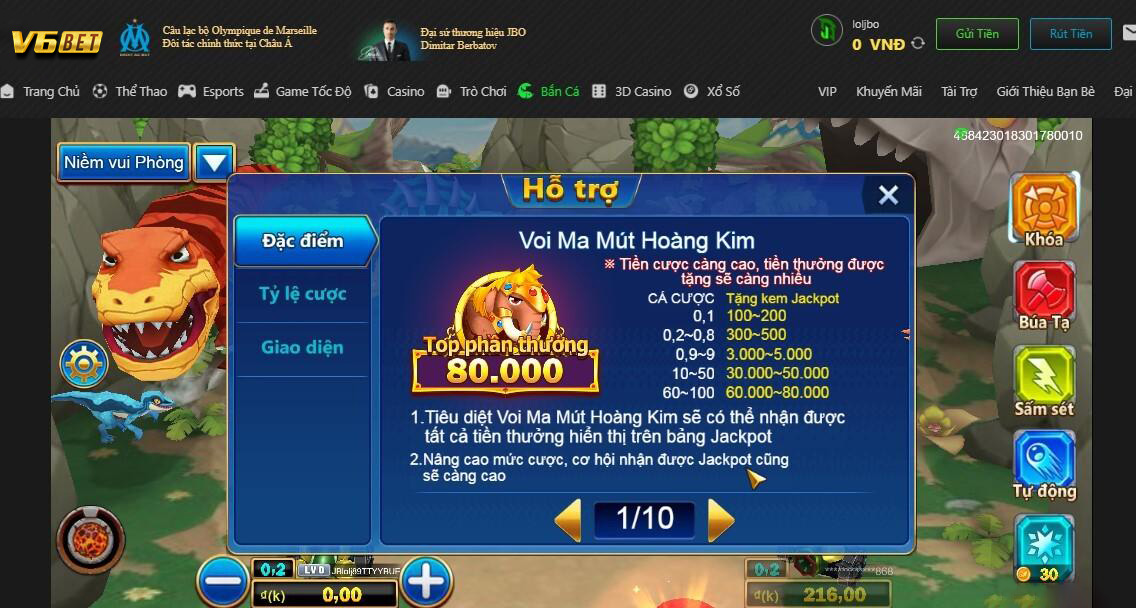 V6BET
Câu lạc bộ Olympique de Marseille
Đôi tác chính thức tại Châu Á
Đại sứ thương hiệu JBO
Dimitar Berbatov
loljbo
0 VNĐ
Gửi Tiền
Rút Tiền
Trang Chủ
Thể Thao
Esports
Game Tốc Độ
Casino
Trò Chơi
Bắn Cá
3D Casino
Xổ Số
VIP
Khuyến Mãi
Tài Trợ
Giới Thiệu Bạn Bè
Đại
Niềm vui Phòng
Hỗ trợ
Đặc điểm
Tỷ lệ cược
Giao diện
Voi Ma Mút Hoàng Kim
※ Tiền cược càng cao, tiền thưởng được
tặng sẽ càng nhiều
CÁ CƯỢC Tặng kem Jackpot
0,1 100~200
0,2~0,8 300~500
0,9~9 3.000~5.000
10~50 30.000~50.000
60~100 60.000~80.000
Top phần thưởng
80.000
1.Tiêu diệt Voi Ma Mút Hoàng Kim sẽ có thể nhận được
tất cả tiền thưởng hiển thị trên bảng Jackpot
2.Nâng cao mức cược, cơ hội nhận được Jackpot cũng
sẽ càng cao
1/10
Khóa
Búa Tạ
Sấm sét
Tự động
30
0,2
LV 0
đ(k) 0,00
0,2
868
đ(k) 216,00